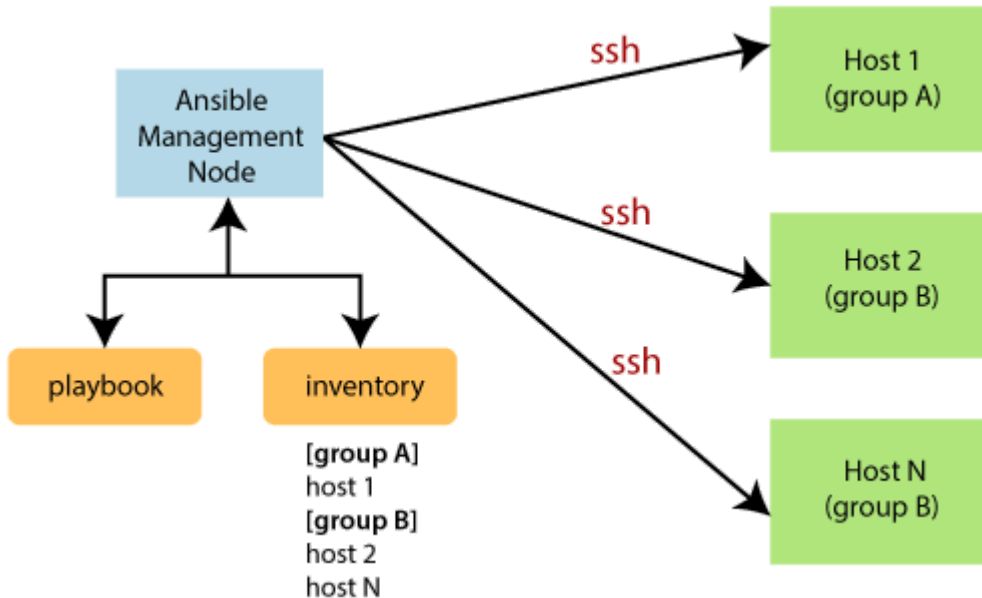 Ansible
Management
Node
ssh
ssh
ssh
Host 1
(group A)
Host 2
(group B)
Host N
(group B)
playbook
inventory
[group A]
host 1
[group B]
host 2
host N